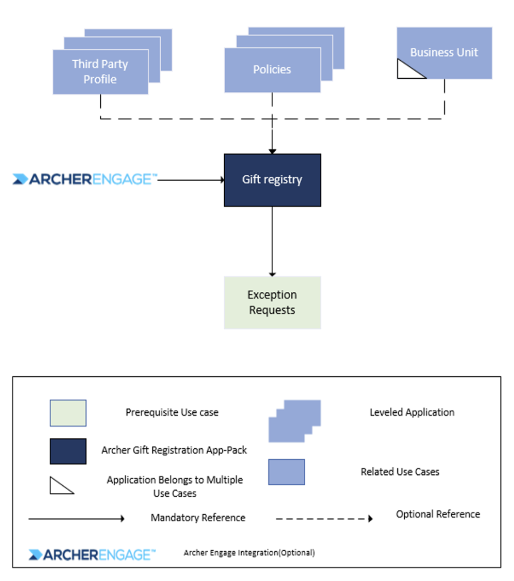 Third Party
Profile
Policies
Business Unit
ARCHERENGAGE™
Gift registry
Exception
Requests
Prerequisite Use case
Leveled Application
Archer Gift Registration App-Pack
Related Use Cases
Application Belongs to Multiple
Use Cases
Mandatory Reference
Optional Reference
ARCHERENGAGE™
Archer Engage Integration(Optional)